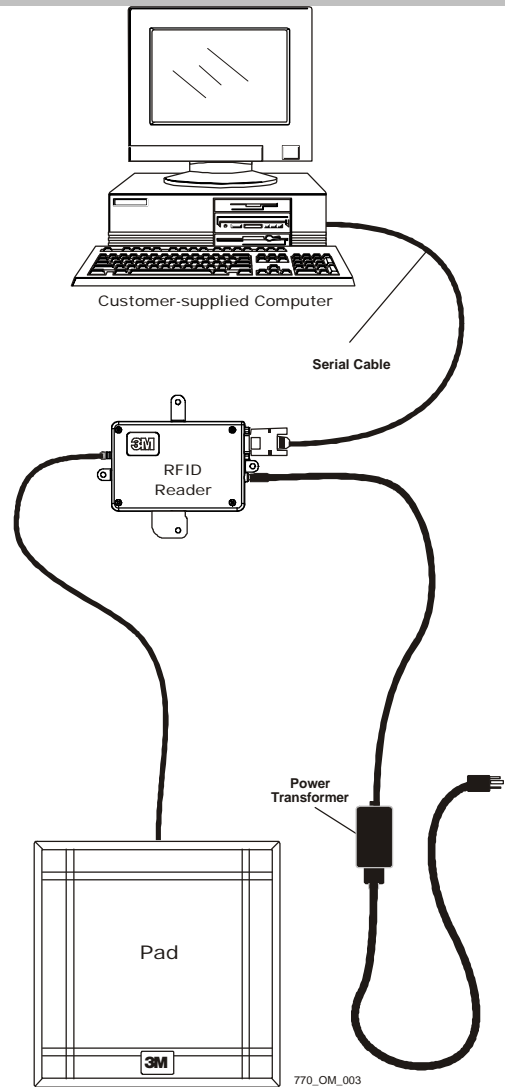 Customer-supplied Computer
Serial Cable
3M
RFID
Reader
Power
Transformer
Pad
3M
770_OM_003